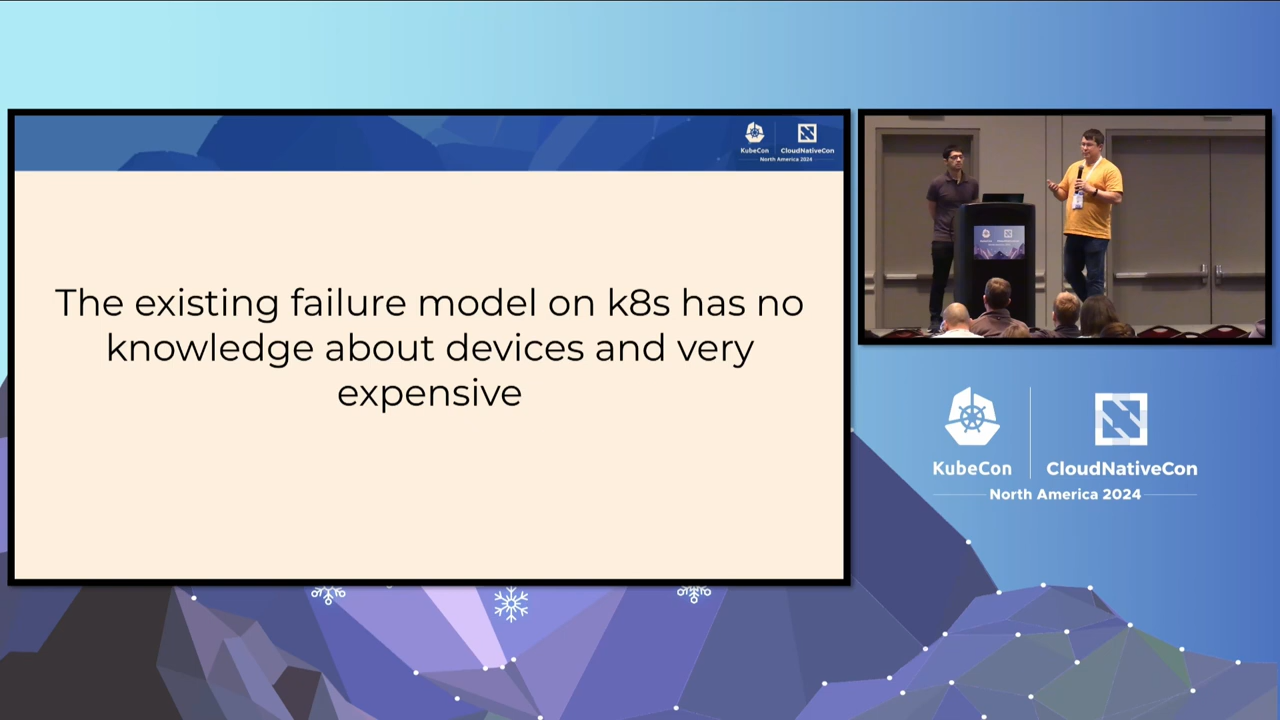 KubeCon
CloudNativeCon
North America 2024
The existing failure model on k8s has no
knowledge about devices and very
expensive
KubeCon
CloudNativeCon
North America 2024